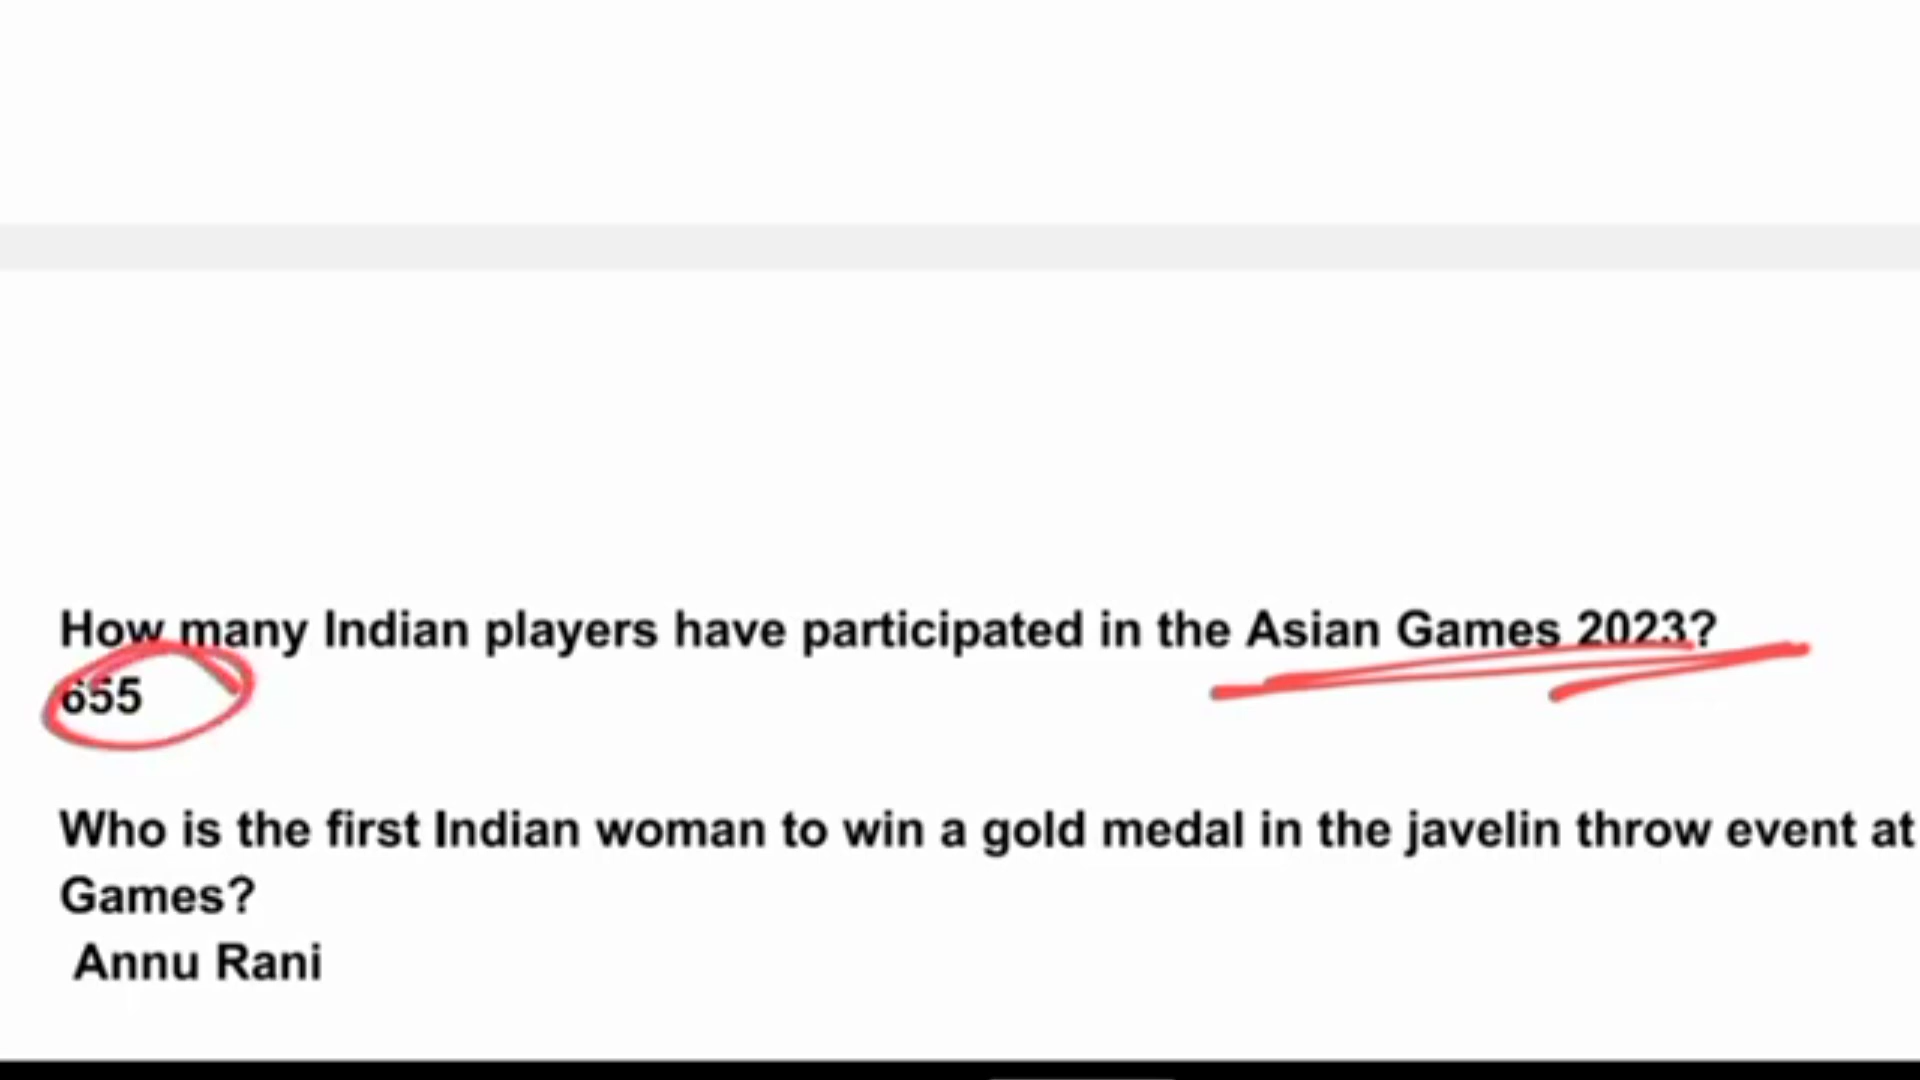 How many Indian players have participated in the Asian Games 2023?
655
Who is the first Indian woman to win a gold medal in the javelin throw event at
Games?
Annu Rani